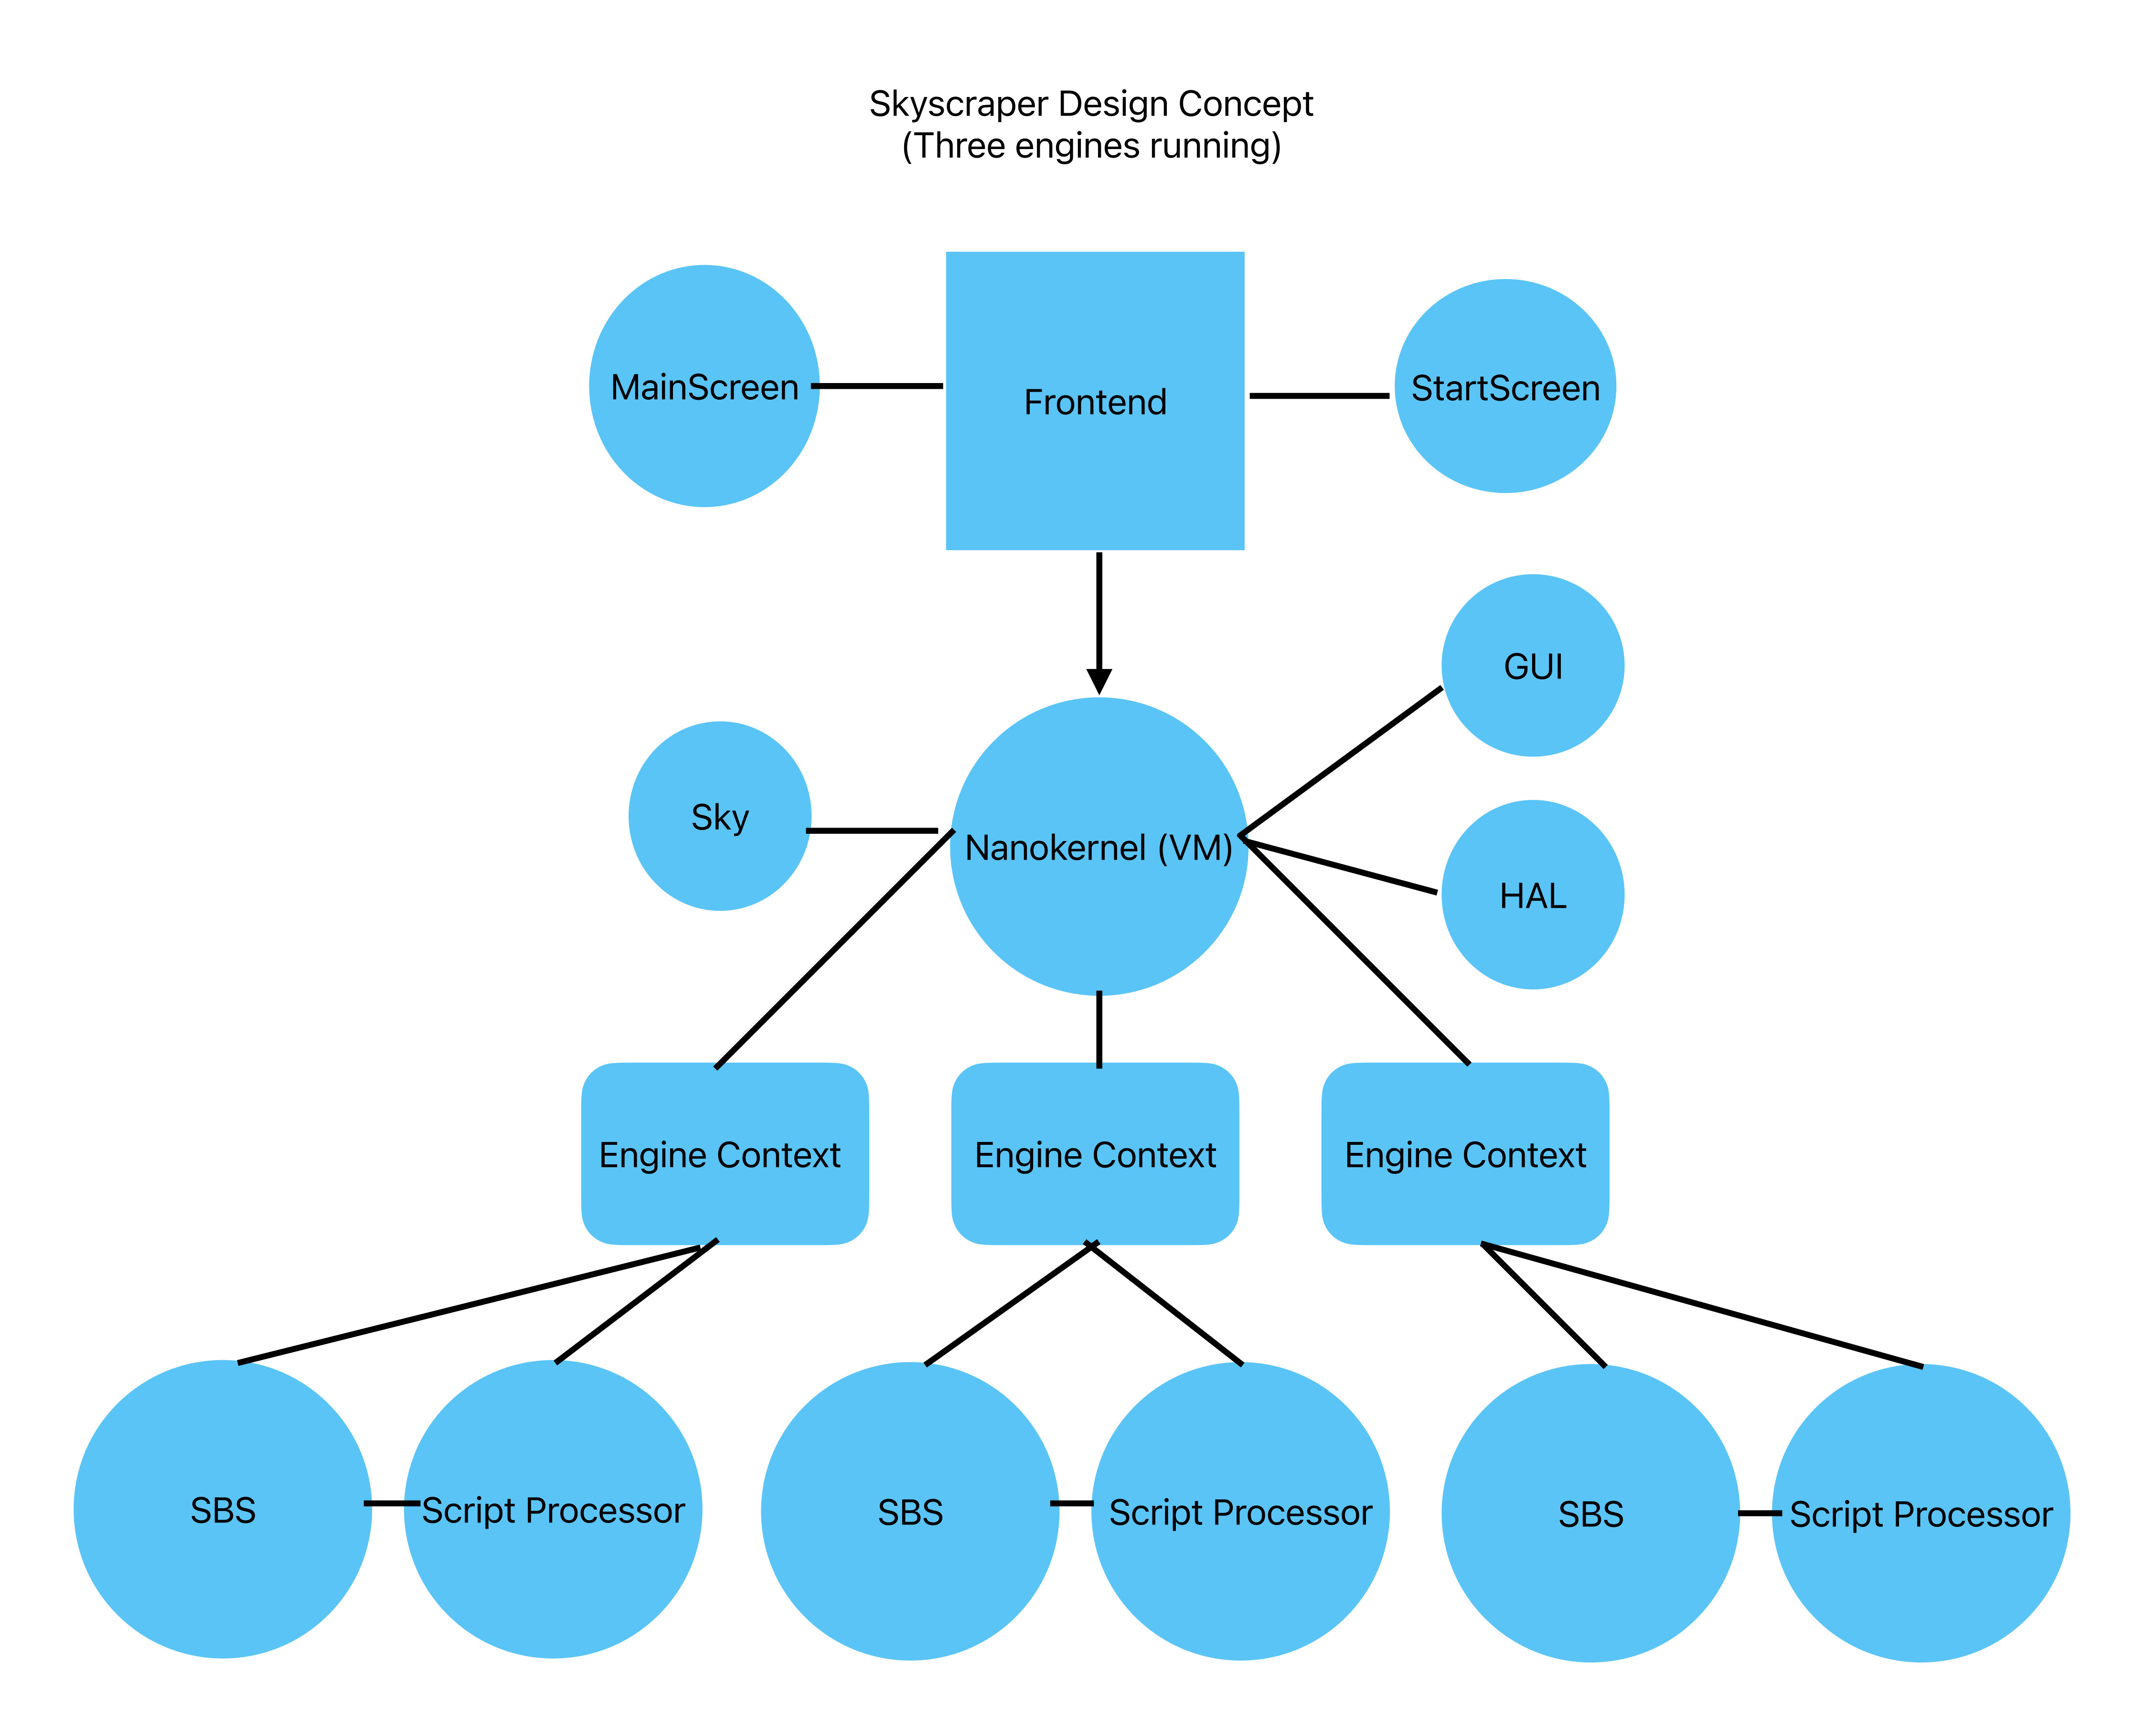 Skyscraper Design Concept
(Three engines running)
MainScreen
Frontend
StartScreen
GUI
Sky
Nanokernel (VM)
HAL
Engine Context
Engine Context
Engine Context
SBS
Script Processor
SBS
Script Processor
SBS
Script Processor